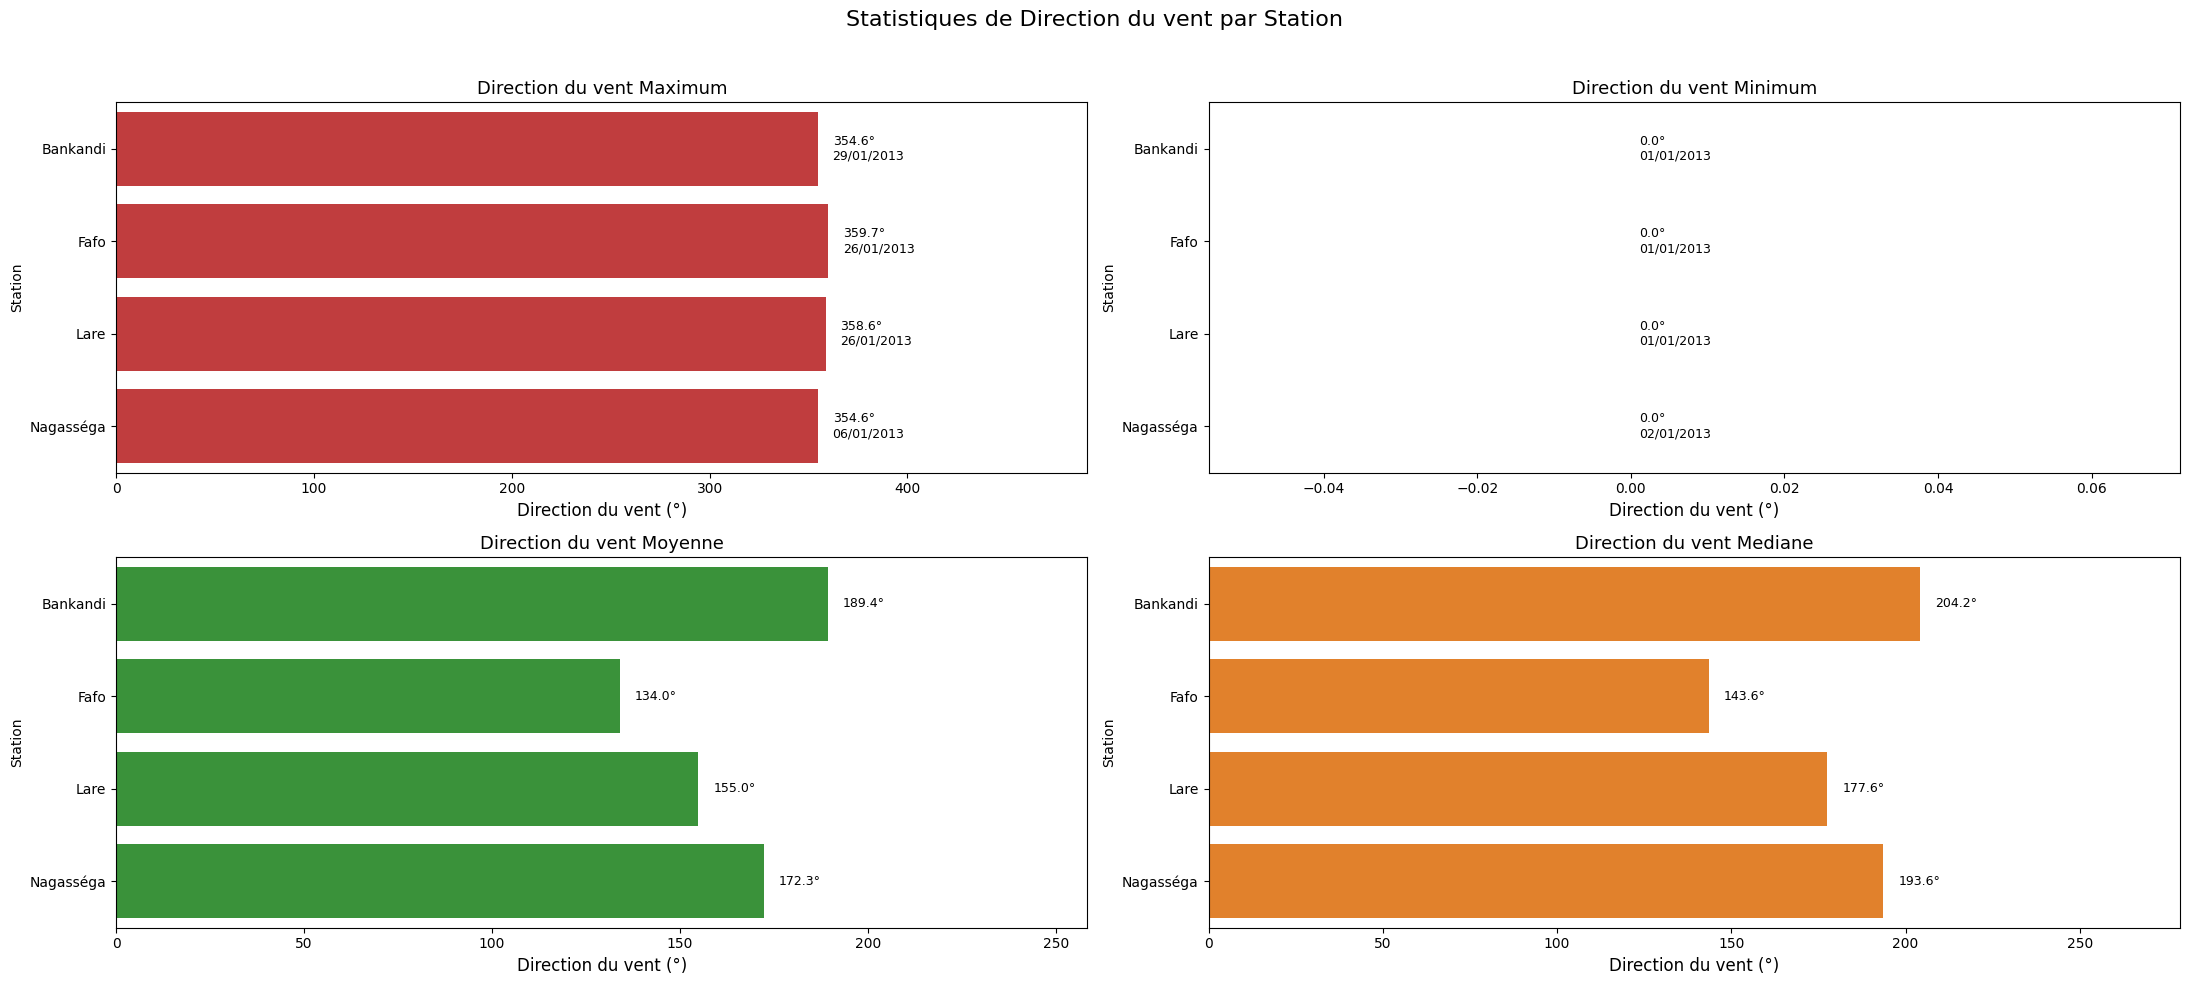 Statistiques de Direction du vent par Station
Direction du vent Maximum
Station
Bankandi
354.6°
29/01/2013
Fafo
359.7°
26/01/2013
Lare
358.6°
26/01/2013
Nagasséga
354.6°
06/01/2013
0 100 200 300 400
Direction du vent (°)
Direction du vent Minimum
Station
Bankandi
0.0°
01/01/2013
Fafo
0.0°
01/01/2013
Lare
0.0°
01/01/2013
Nagasséga
0.0°
02/01/2013
−0.04 −0.02 0.00 0.02 0.04 0.06
Direction du vent (°)
Direction du vent Moyenne
Station
Bankandi 189.4°
Fafo 134.0°
Lare 155.0°
Nagasséga 172.3°
0 50 100 150 200 250
Direction du vent (°)
Direction du vent Mediane
Station
Bankandi 204.2°
Fafo 143.6°
Lare 177.6°
Nagasséga 193.6°
0 50 100 150 200 250
Direction du vent (°)